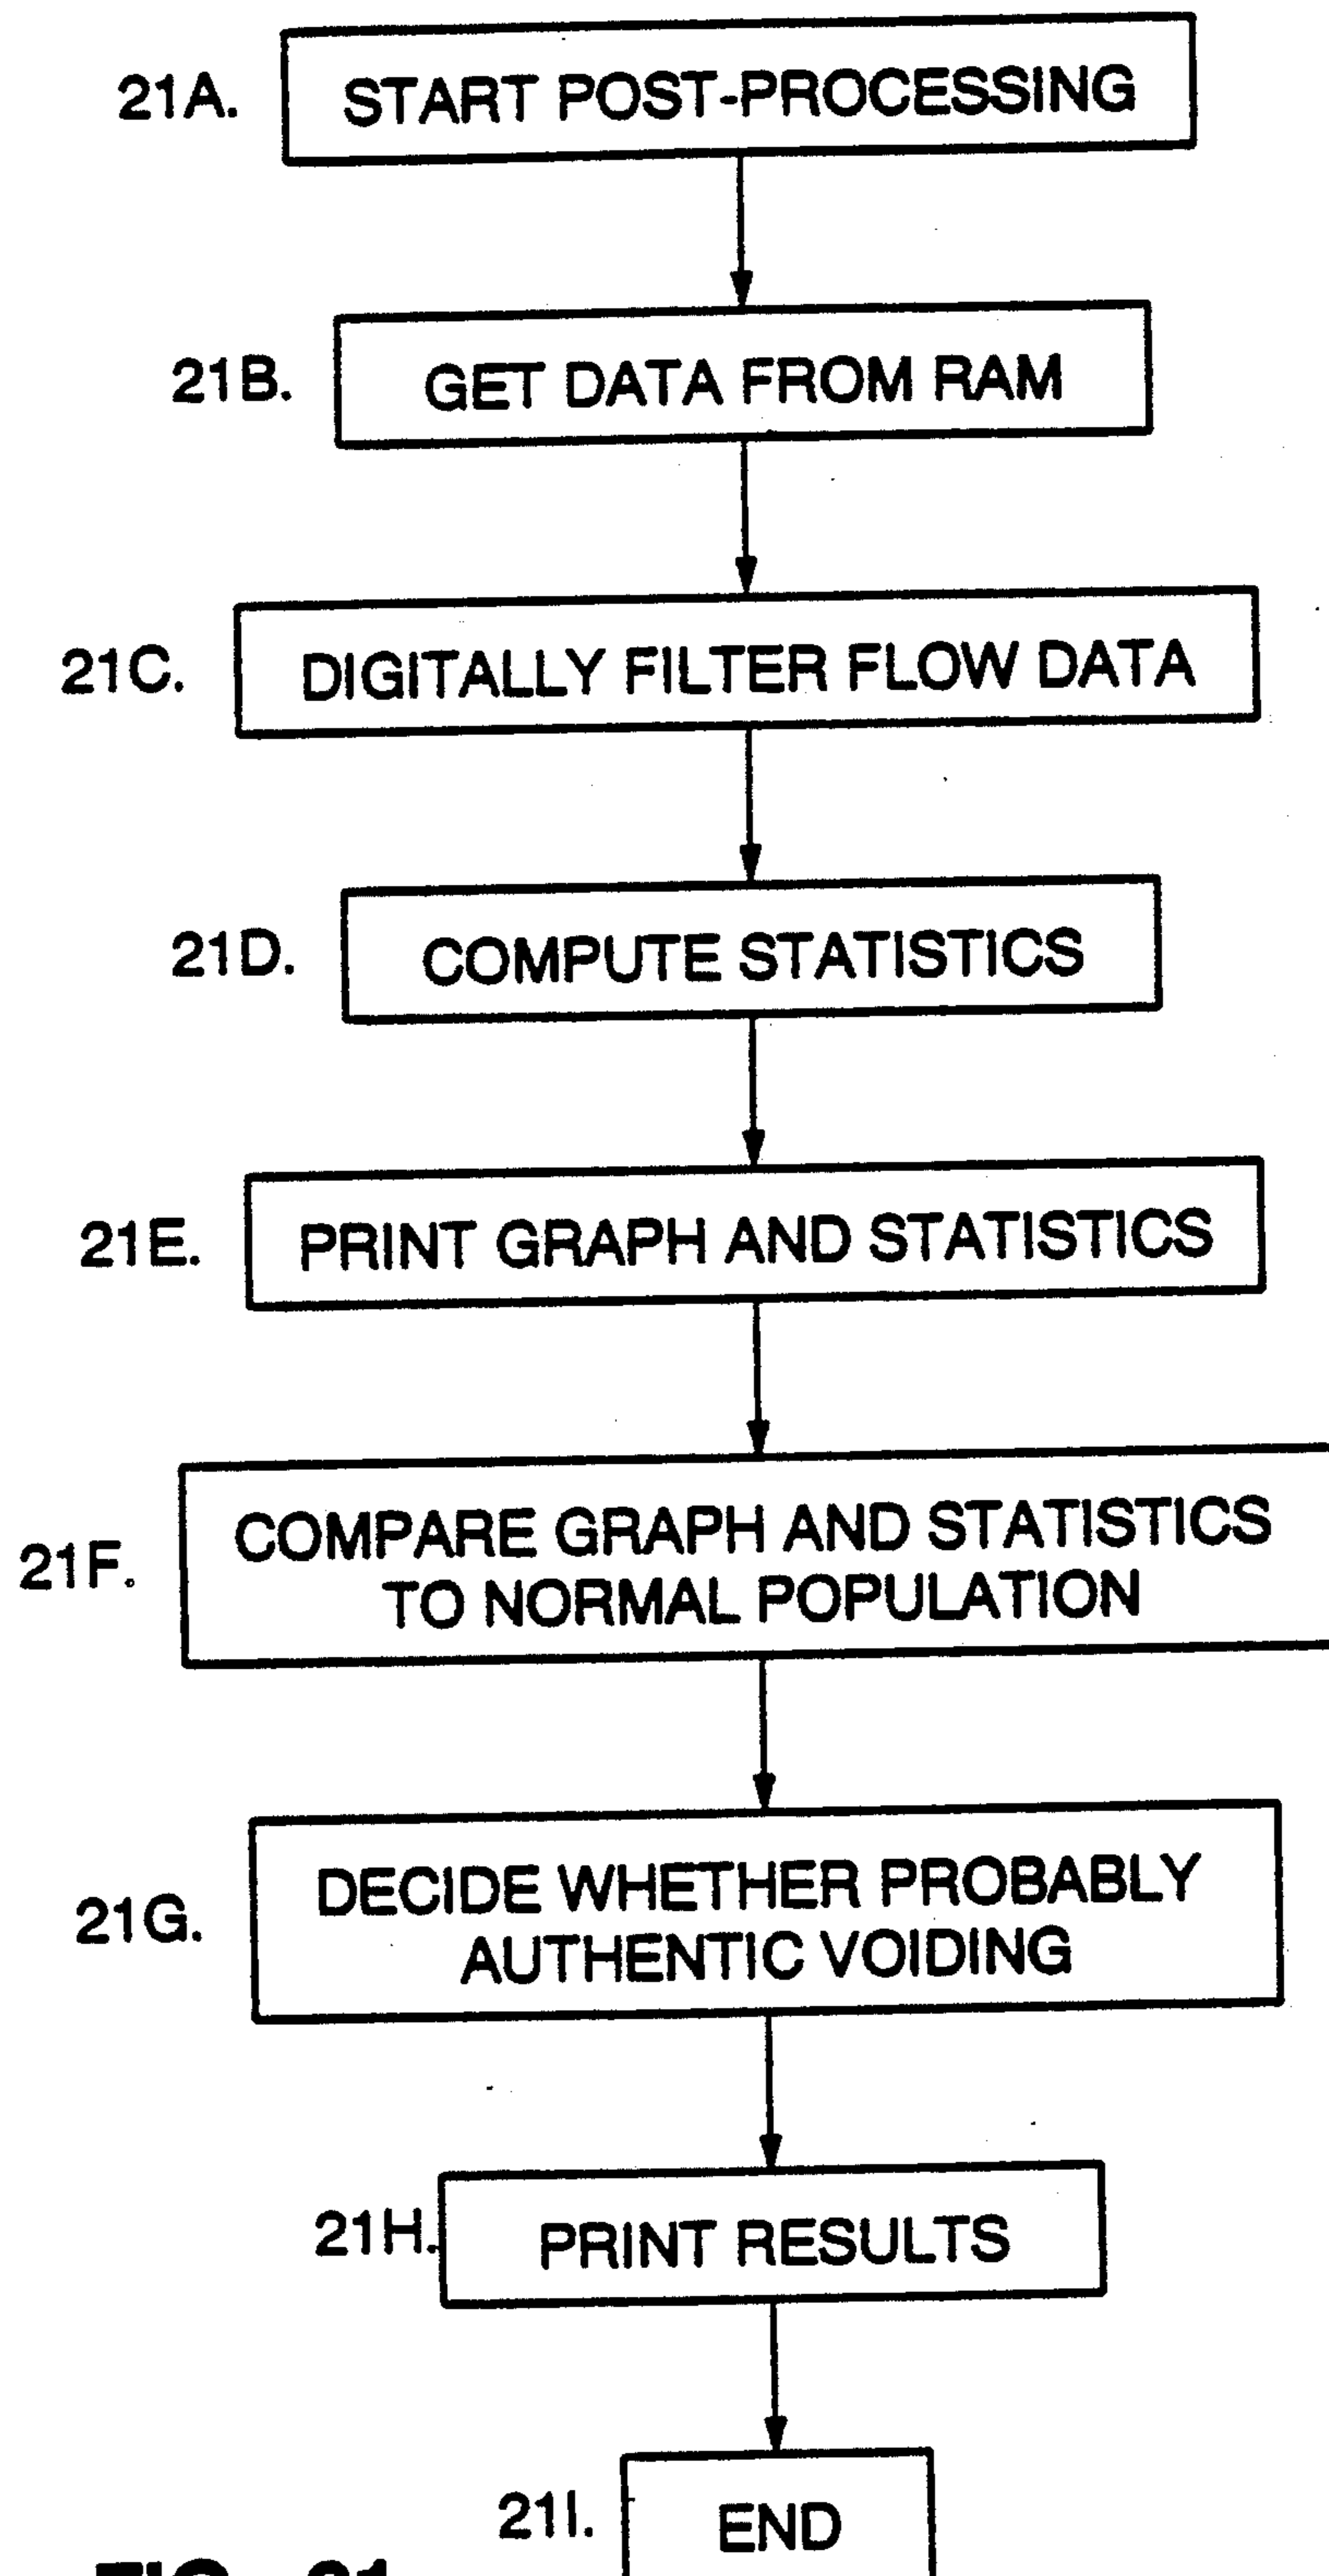 21A. START POST-PROCESSING
21B. GET DATA FROM RAM
21C. DIGITALLY FILTER FLOW DATA
21D. COMPUTE STATISTICS
21E. PRINT GRAPH AND STATISTICS
21F. COMPARE GRAPH AND STATISTICS
TO NORMAL POPULATION
21G. DECIDE WHETHER PROBABLY
AUTHENTIC VOIDING
21H. PRINT RESULTS
21I. END
FIG. 21